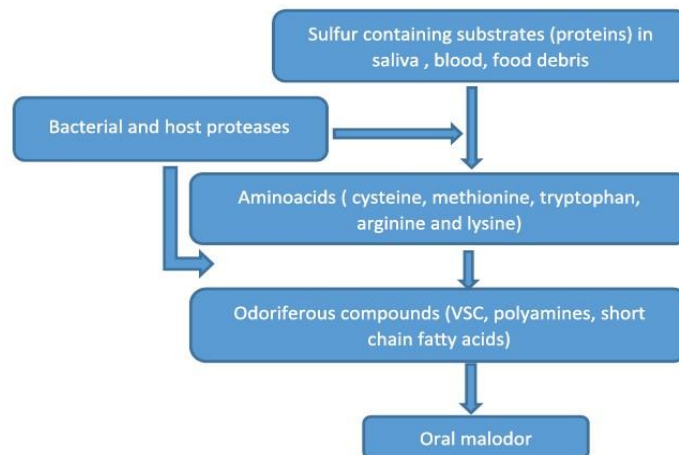 Sulfur containing substrates (proteins) in
saliva , blood, food debris
Bacterial and host proteases
Aminoacids ( cysteine, methionine, tryptophan,
arginine and lysine)
Odoriferous compounds (VSC, polyamines, short
chain fatty acids)
Oral malodor